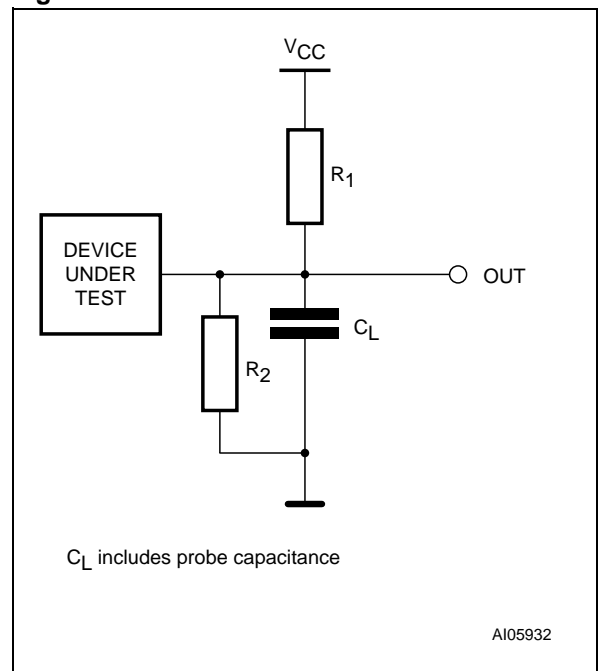 VCC
R1
DEVICE
UNDER
TEST
OUT
CL
R2
CL includes probe capacitance
AI05932